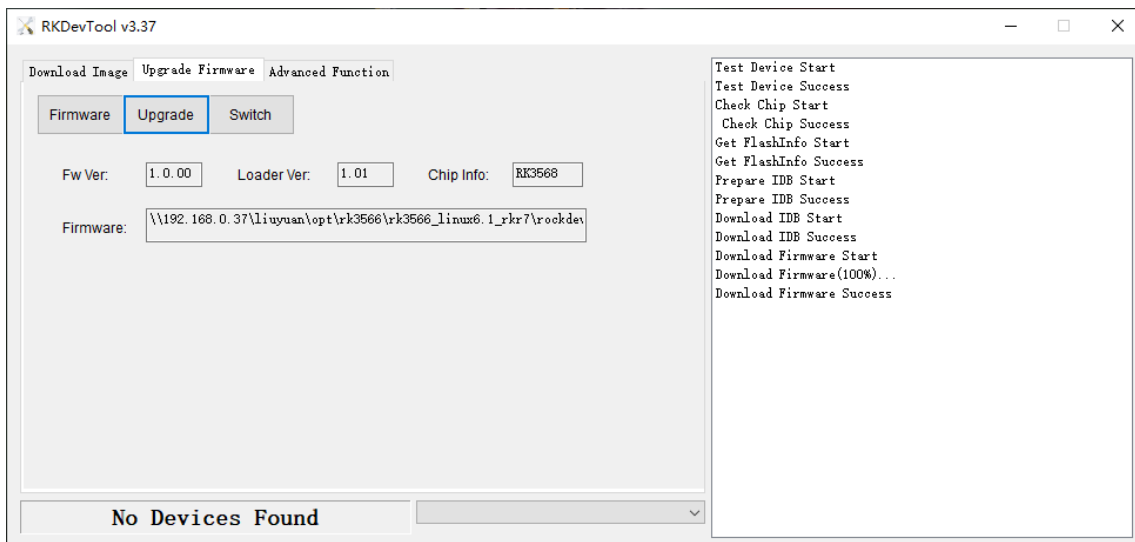 RKDevTool v3.37
Download Image Upgrade Firmware Advanced Function
Firmware Upgrade Switch
Fw Ver: 1.0.00 Loader Ver: 1.01 Chip Info: RK3568
Firmware: \\192.168.0.37\liuyuan\opt\rk3566\rk3566_linux6.1_rkr7\rockdev
No Devices Found
Test Device Start
Test Device Success
Check Chip Start
Check Chip Success
Get FlashInfo Start
Get FlashInfo Success
Prepare IDB Start
Prepare IDB Success
Download IDB Start
Download IDB Success
Download Firmware Start
Download Firmware(100%)...
Download Firmware Success